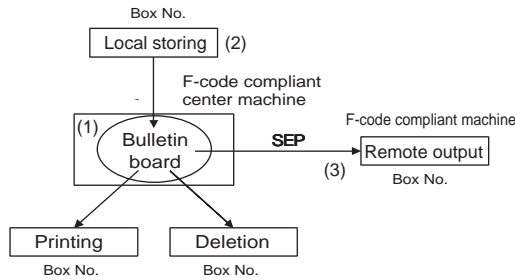 Box No.
Local storing (2)
F-code compliant
center machine
(1)
Bulletin
board
SEP
(3)
F-code compliant machine
Remote output
Box No.
Printing
Box No.
Deletion
Box No.